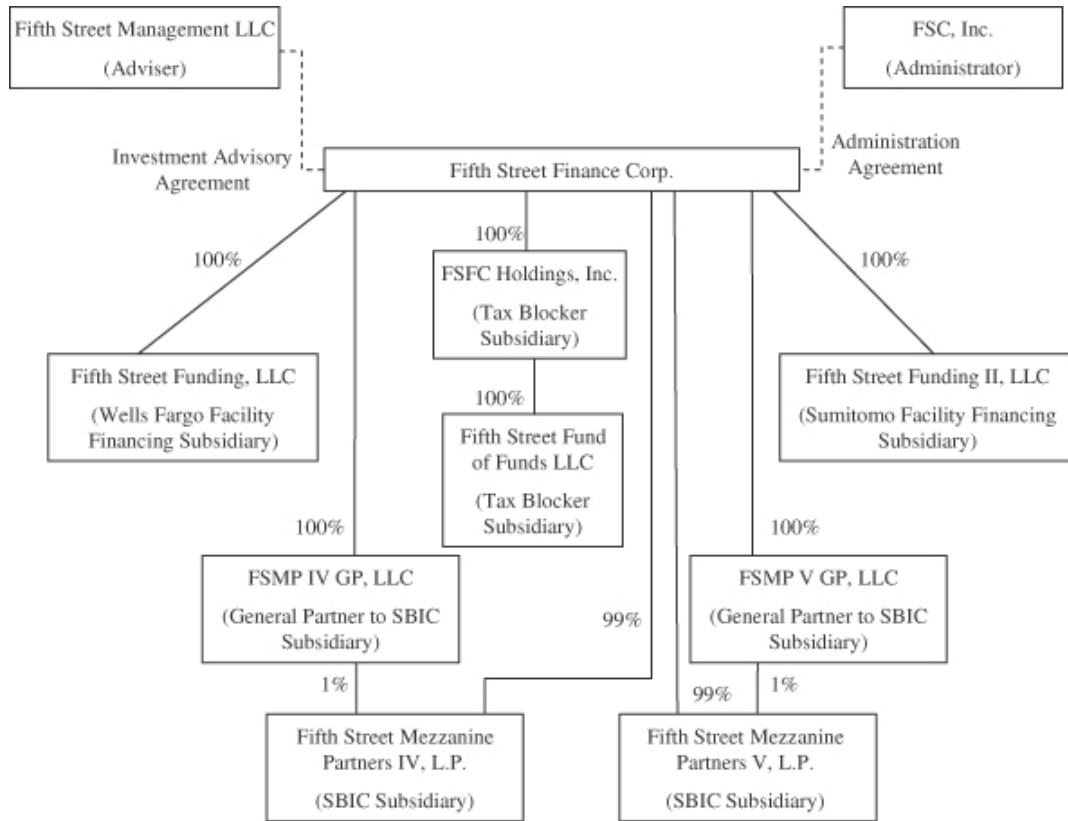 Fifth Street Management LLC
(Adviser)
FSC, Inc.
(Administrator)
Investment Advisory
Agreement
Administration
Agreement
Fifth Street Finance Corp.
100%
100%
100%
FSFC Holdings, Inc.
(Tax Blocker
Subsidiary)
Fifth Street Funding, LLC
(Wells Fargo Facility
Financing Subsidiary)
100%
Fifth Street Fund
of Funds LLC
(Tax Blocker
Subsidiary)
Fifth Street Funding II, LLC
(Sumitomo Facility Financing
Subsidiary)
100%
100%
FSMP IV GP, LLC
(General Partner to SBIC
Subsidiary)
99%
FSMP V GP, LLC
(General Partner to SBIC
Subsidiary)
1%
99%
1%
Fifth Street Mezzanine
Partners IV, L.P.
(SBIC Subsidiary)
Fifth Street Mezzanine
Partners V, L.P.
(SBIC Subsidiary)